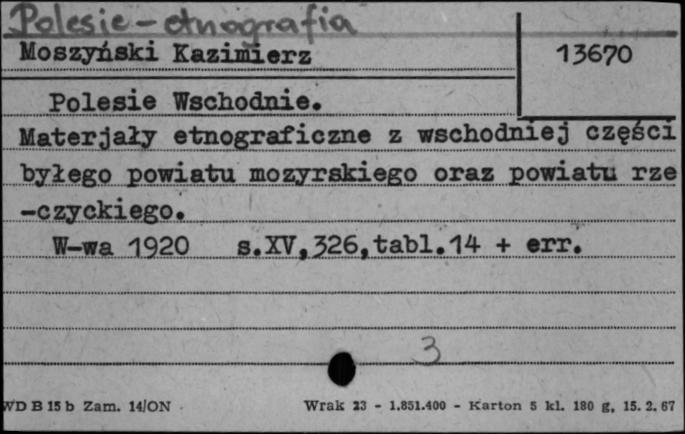 Polesie - etnografia
Moszyński Kazimierz 13670
Polesie Wschodnie.
Materjały etnograficzne z wschodniej części
byłego powiatu mozyrskiego oraz powiatu rze
-czyckiego.
W-wa 1920 s.XV,326,tabl.14 + err.
3
WD B 15 b Zam. 14/ON Wrak 23 - 1.851.400 - Karton 5 kl. 180 g, 15. 2. 67